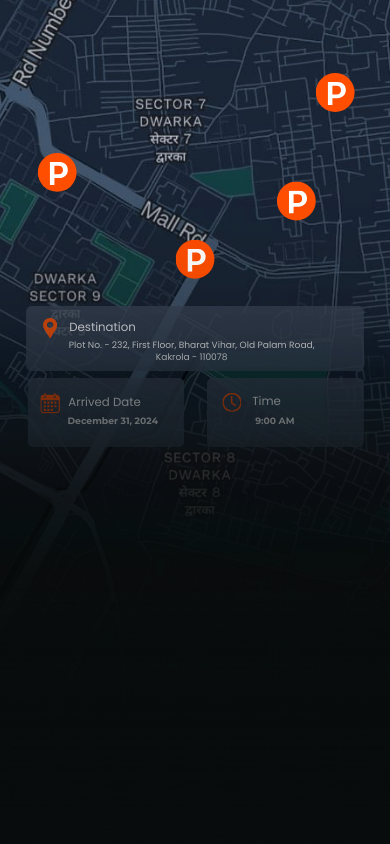 Rd Numbe
P
SECTOR 7
DWARKA
सेक्टर 7
द्वारका
P
P
Mall Rd
P
DWARKA
SECTOR 9
द्वारका
Destination
Plot No. - 232, First Floor, Bharat Vihar, Old Palam Road,
Kakrola - 110078
Arrived Date
December 31, 2024
Time
9:00 AM
SECTOR 8
DWARKA
सेक्टर 8
द्वारका